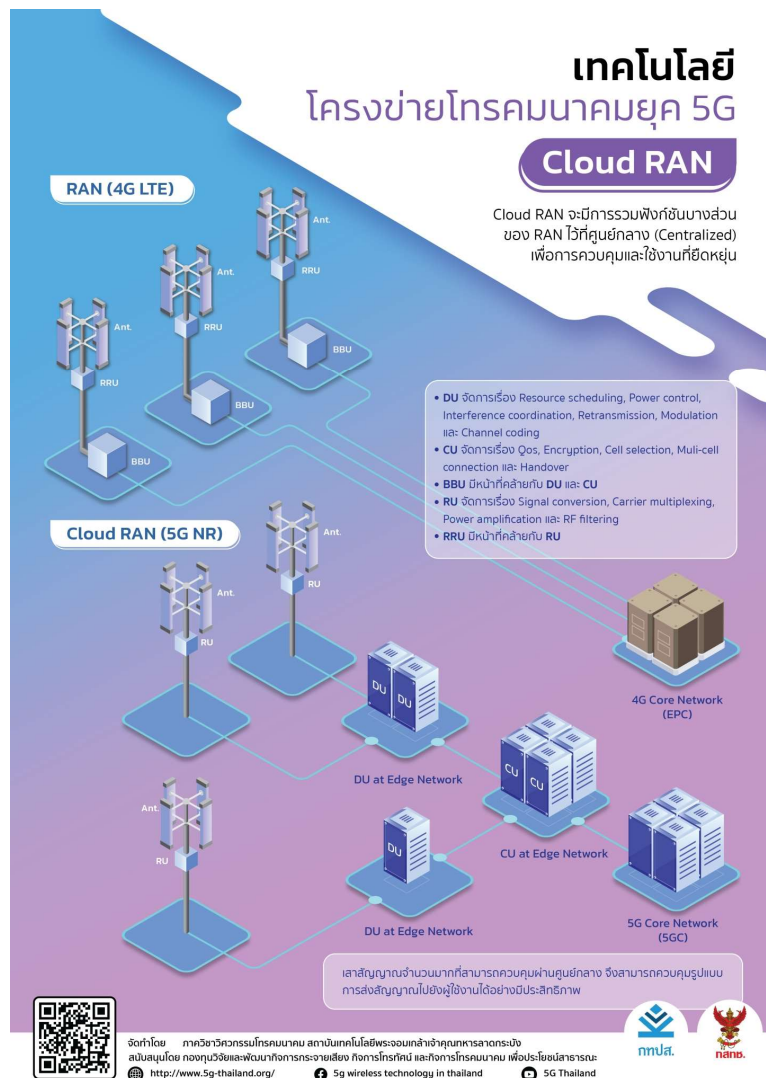 เทคโนโลยี
โครงข่ายโทรคมนาคมยุค 5G
Cloud RAN
Cloud RAN จะมีการรวมฟังก์ชันบางส่วน
ของ RAN ไว้ที่ศูนย์กลาง (Centralized)
เพื่อการควบคุมและใช้งานที่ยืดหยุ่น
RAN (4G LTE)
Ant.
RRU
BBU
Ant.
RRU
BBU
Ant.
RRU
BBU
• DU จัดการเรื่อง Resource scheduling, Power control,
Interference coordination, Retransmission, Modulation
และ Channel coding
• CU จัดการเรื่อง Qos, Encryption, Cell selection, Muli-cell
connection และ Handover
• BBU มีหน้าที่คล้ายกับ DU และ CU
• RU จัดการเรื่อง Signal conversion, Carrier multiplexing,
Power amplification และ RF filtering
• RRU มีหน้าที่คล้ายกับ RU
Cloud RAN (5G NR)
Ant.
RU
Ant.
RU
4G Core Network
(EPC)
DU DU
DU at Edge Network
CU CU
CU at Edge Network
Ant.
RU
DU
DU at Edge Network
5G Core Network
(5GC)
เสาสัญญาณจำนวนมากที่สามารถควบคุมผ่านศูนย์กลาง จึงสามารถควบคุมรูปแบบ
การส่งสัญญาณไปยังผู้ใช้งานได้อย่างมีประสิทธิภาพ
จัดทำโดย ภาควิชาวิศวกรรมโทรคมนาคม สถาบันเทคโนโลยีพระจอมเกล้าเจ้าคุณทหารลาดกระบัง
สนับสนุนโดย กองทุนวิจัยและพัฒนากิจการกระจายเสียง กิจการโทรทัศน์ และกิจการโทรคมนาคม เพื่อประโยชน์สาธารณะ
http://www.5g-thailand.org/ 5g wireless technology in thailand 5G Thailand
กทปส.
กสทช.